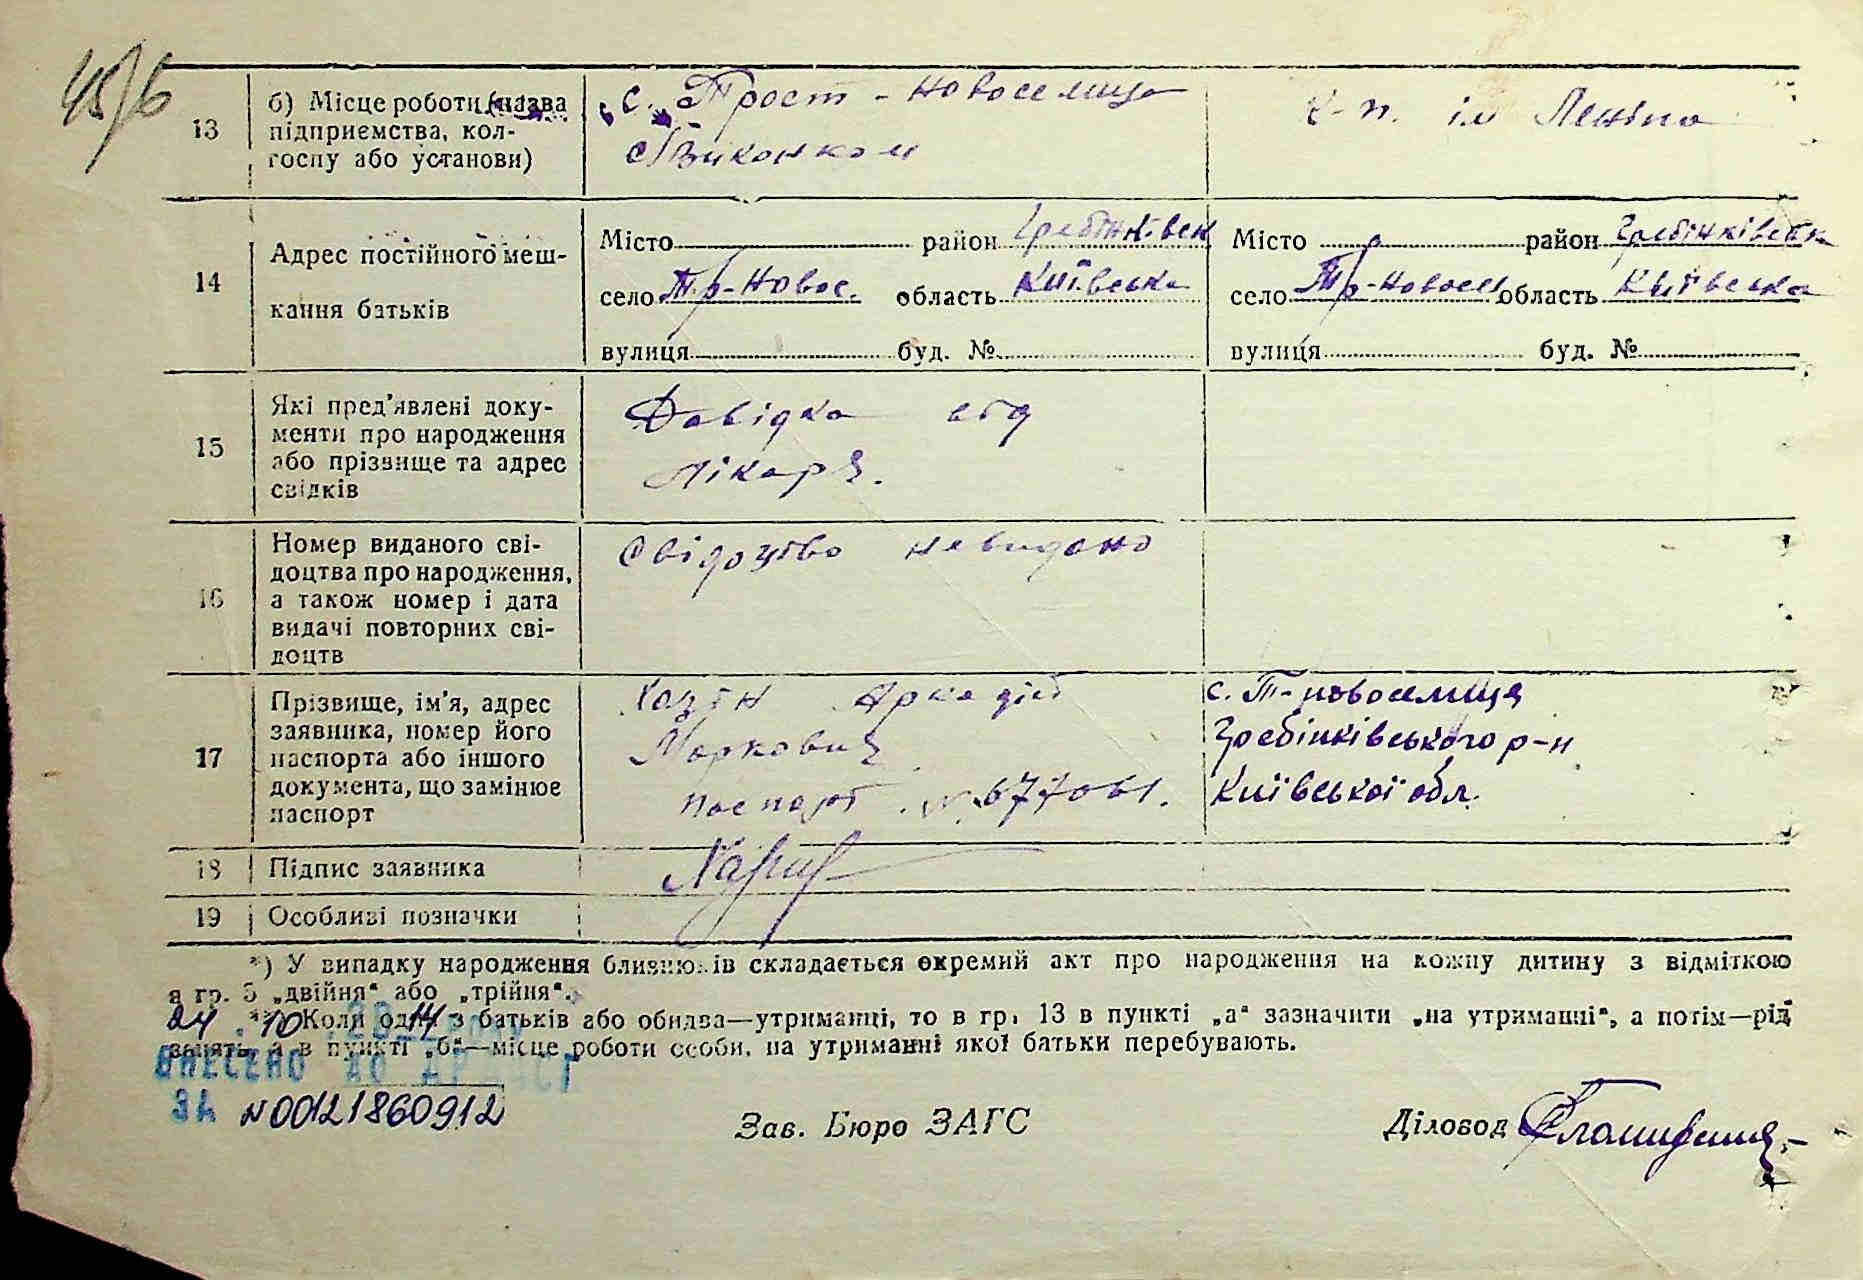 45/6
13
б) Місце роботи (назва
підприємства, кол-
госпу або установи)
с. Трост-Новоселиця
Виконком
к-п. ім Леніна
14
Адрес постійного меш-
кання батьків
Місто район Гребінківськ
село Тр-Новос. область Київська
вулиця буд. №
Місто район Гребінківськ
село Тр-Новосел область Київська
вулиця буд. №
15
Які пред'явлені доку-
менти про народження
або прізвище та адрес
свідків
Довідка від
лікаря.
16
Номер виданого сві-
доцтва про народження,
а також номер і дата
видачі повторних сві-
доцтв
Свідоцтво невидано
17
Прізвище, ім'я, адрес
заявника, номер його
паспорта або іншого
документа, що замінює
паспорт
Хазін Аркадій
Маркович
паспорт № 677061.
с. Т-новоселиця
Гребінківського р-н
Київської обл.
18
Підпис заявника
19
Особливі позначки
*) У випадку народження близнюків складається окремий акт про народження на кожну дитину з відміткою
в гр. 5 „двійня" або „трійня".
24 10 14
** Коли один з батьків або обидва—утриманці, то в гр. 13 в пункті „а" зазначити „на утриманні", а потім—рід
занять, а в пункті „б"—місце роботи особи, на утриманні якої батьки перебувають.
ВНЕСЕНО ДО ДРАЦСГ
ЗА N00121860912
Зав. Бюро ЗАГС
Діловод